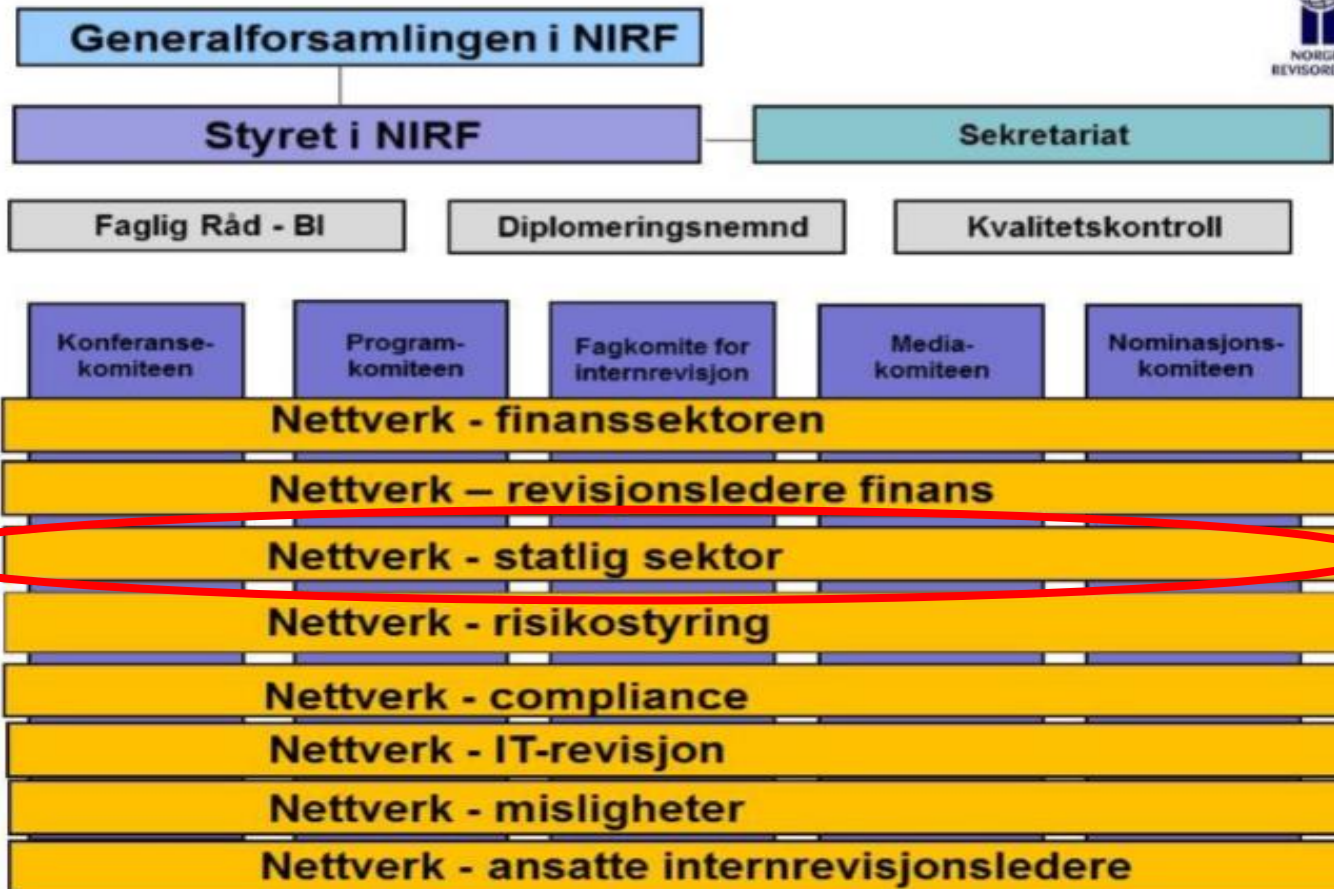 Generalforsamlingen i NIRF
Styret i NIRF
Sekretariat
Faglig Råd - BI
Diplomeringsnemnd
Kvalitetskontroll
Konferanse-
komiteen
Program-
komiteen
Fagkomite for
internrevisjon
Media-
komiteen
Nominasjons-
komiteen
Nettverk - finanssektoren
Nettverk – revisjonsledere finans
Nettverk - statlig sektor
Nettverk - risikostyring
Nettverk - compliance
Nettverk - IT-revisjon
Nettverk - misligheter
Nettverk - ansatte internrevisjonsledere